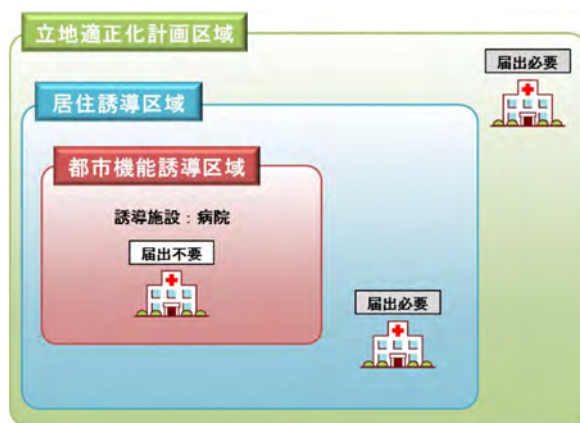 立地適正化計画区域
届出必要
居住誘導区域
都市機能誘導区域
誘導施設：病院
届出不要
届出必要